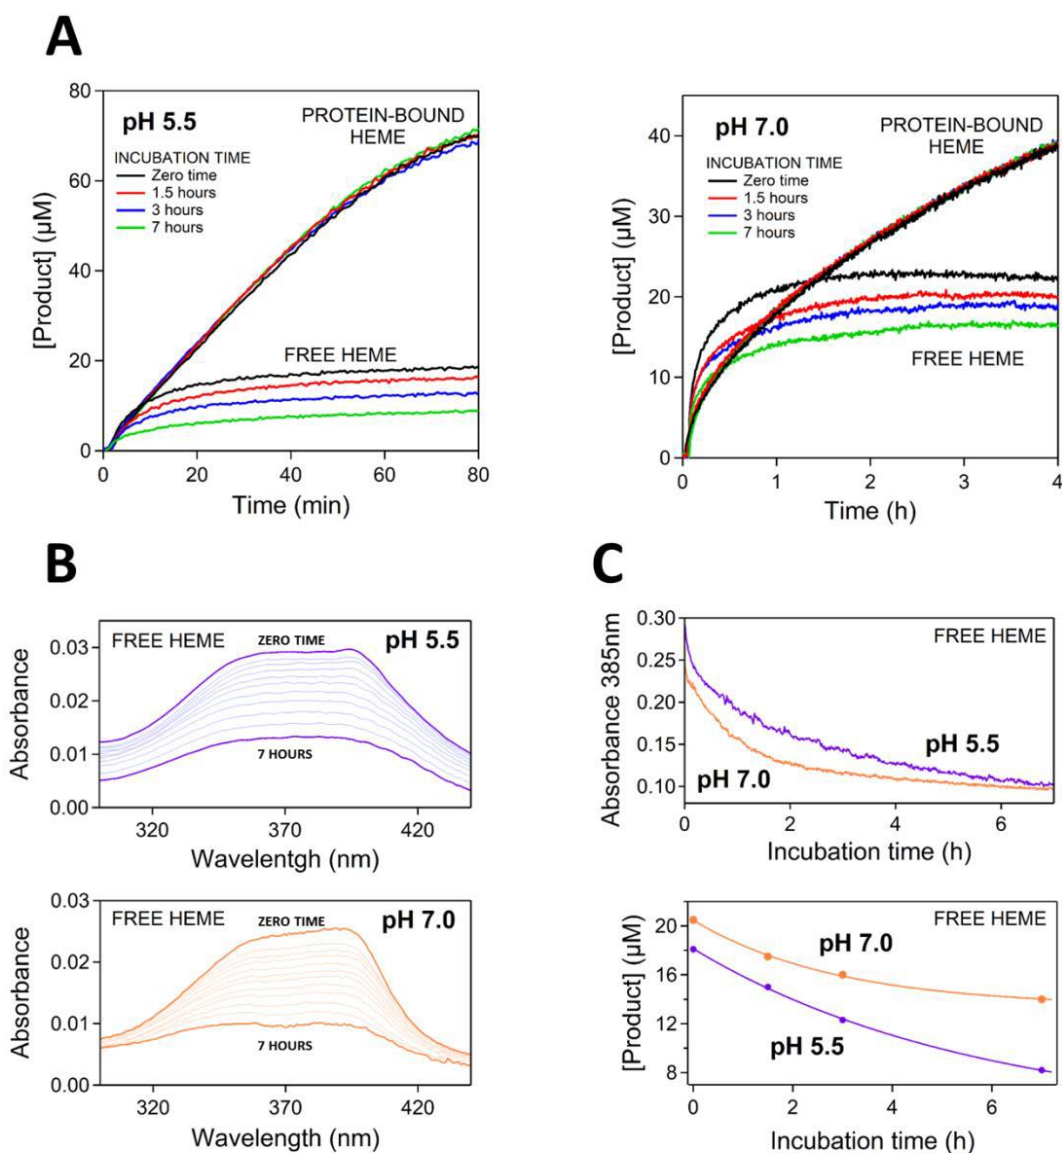 A
80
60
40
20
0
[Product] (µM)
pH 5.5
INCUBATION TIME
Zero time
1.5 hours
3 hours
7 hours
PROTEIN-BOUND
HEME
FREE HEME
0 20 40 60 80
Time (min)
40
30
20
10
0
[Product] (µM)
pH 7.0
INCUBATION TIME
Zero time
1.5 hours
3 hours
7 hours
PROTEIN-BOUND
HEME
FREE HEME
0 1 2 3 4
Time (h)
B
0.03
0.02
0.01
0.00
Absorbance
FREE HEME
ZERO TIME
pH 5.5
7 HOURS
320 370 420
Wavelentgh (nm)
0.03
0.02
0.01
0.00
Absorbance
FREE HEME
ZERO TIME
pH 7.0
7 HOURS
320 370 420
Wavelength (nm)
C
0.30
0.25
0.20
0.15
0.10
Absorbance 385nm
FREE HEME
pH 5.5
pH 7.0
0 2 4 6
Incubation time (h)
20
16
12
8
[Product] (µM)
FREE HEME
pH 7.0
pH 5.5
0 2 4 6
Incubation time (h)